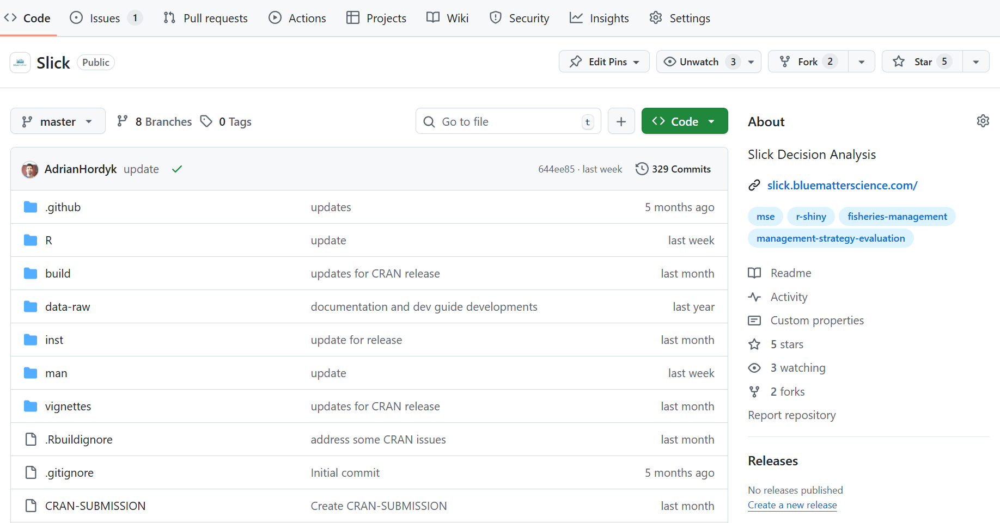 Code Issues 1 Pull requests Actions Projects Wiki Security Insights Settings
Slick Public Edit Pins Unwatch 3 Fork 2 Star 5
master 8 Branches 0 Tags Go to file t Code
AdrianHordyk update 644ee85 · last week 329 Commits
.github updates 5 months ago
R update last week
build updates for CRAN release last month
data-raw documentation and dev guide developments last year
inst update for release last month
man update last week
vignettes updates for CRAN release last month
.Rbuildignore address some CRAN issues last month
.gitignore Initial commit 5 months ago
CRAN-SUBMISSION Create CRAN-SUBMISSION last month
About
Slick Decision Analysis
slick.bluematterscience.com/
mse r-shiny fisheries-management
management-strategy-evaluation
Readme
Activity
Custom properties
5 stars
3 watching
2 forks
Report repository
Releases
No releases published
Create a new release